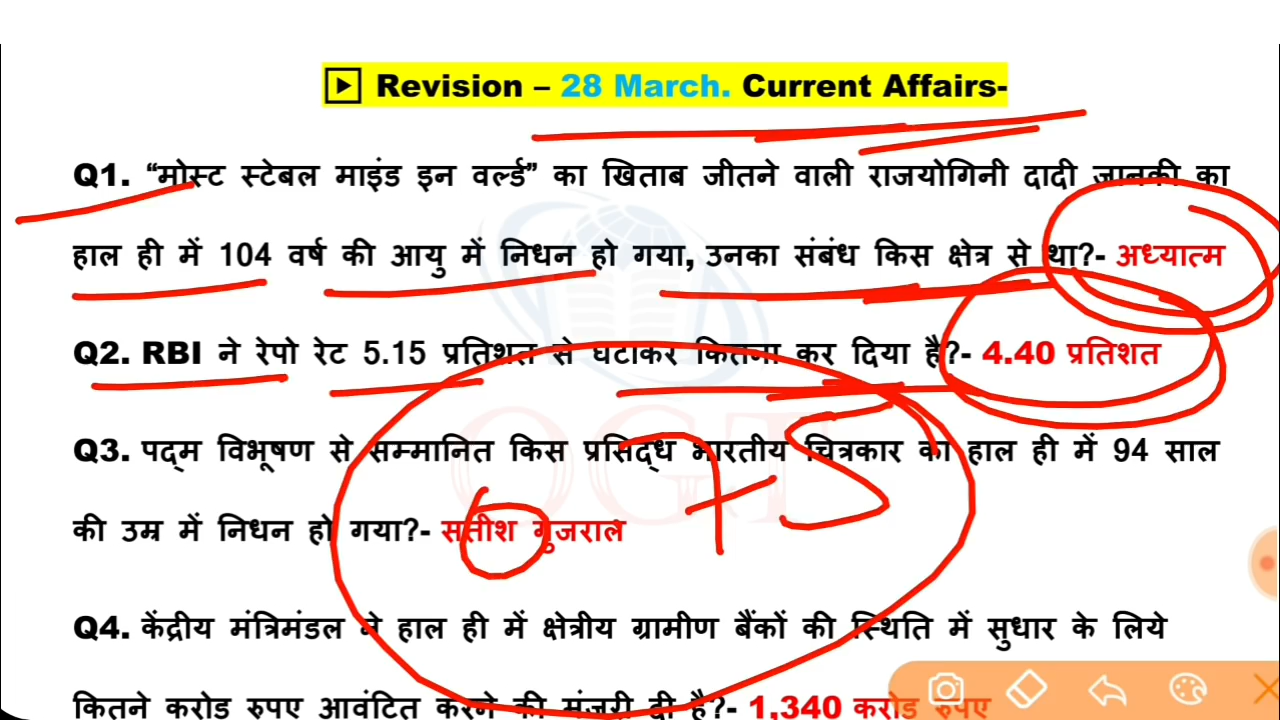 Revision – 28 March. Current Affairs-
Q1. “मोस्ट स्टेबल माइंड इन वर्ल्ड” का खिताब जीतने वाली राजयोगिनी दादी जानकी का
हाल ही में 104 वर्ष की आयु में निधन हो गया, उनका संबंध किस क्षेत्र से था?- अध्यात्म
Q2. RBI ने रेपो रेट 5.15 प्रतिशत से घटाकर कितना कर दिया है?- 4.40 प्रतिशत
Q3. पद्म विभूषण से सम्मानित किस प्रसिद्ध भारतीय चित्रकार का हाल ही में 94 साल
की उम्र में निधन हो गया?- सतीश गुजराल
0.75
Q4. केंद्रीय मंत्रिमंडल ने हाल ही में क्षेत्रीय ग्रामीण बैंकों की स्थिति में सुधार के लिये
कितने करोड रुपए आवंटित करने की मंजूरी दी है?- 1,340 करोड रुपए
OGT